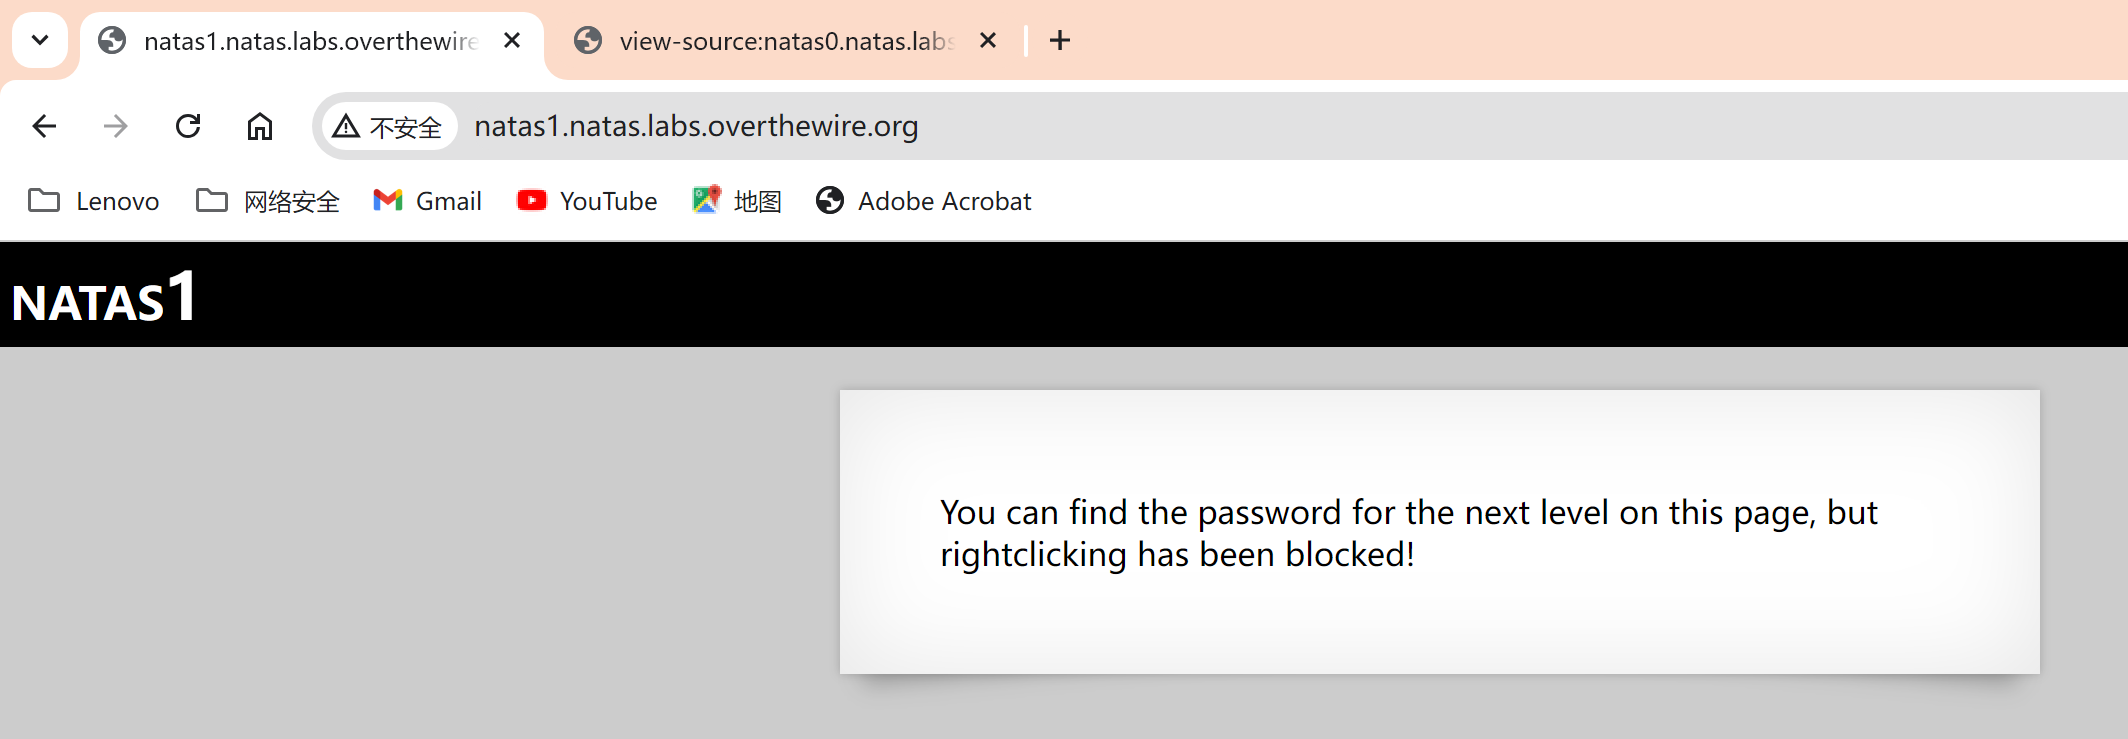 natas1.natas.labs.overthewire
view-source:natas0.natas.labs
不安全 natas1.natas.labs.overthewire.org
Lenovo 网络安全 Gmail YouTube 地图 Adobe Acrobat
NATAS1
You can find the password for the next level on this page, but
rightclicking has been blocked!